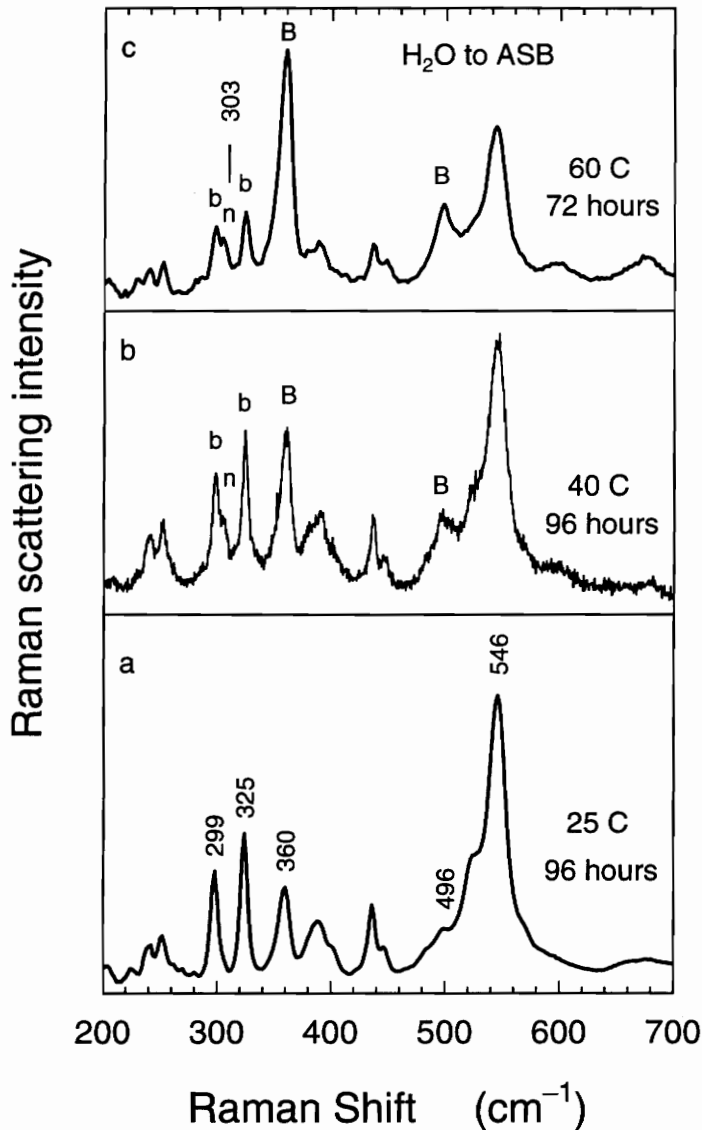 c
B
H₂O to ASB
303
b
n
b
B
60 C
72 hours
b
b
n
b
B
B
40 C
96 hours
a
299
325
360
496
546
25 C
96 hours
200 300 400 500 600 700
Raman Shift (cm⁻¹)
Raman scattering intensity